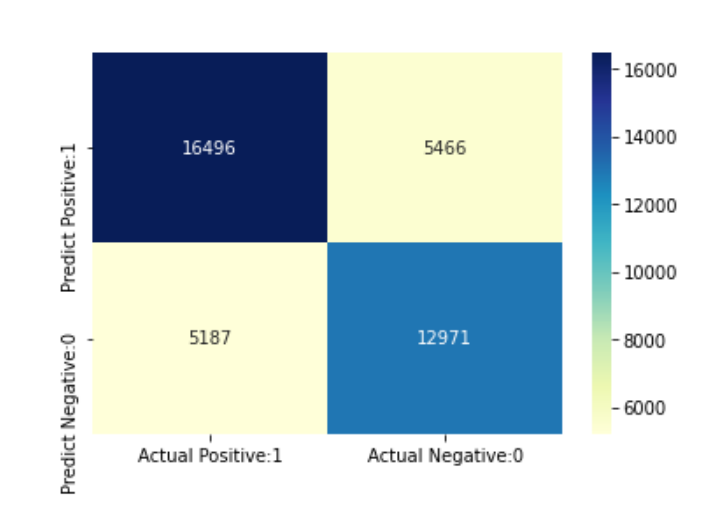 Predict Positive:1
Predict Negative:0
16496
5466
5187
12971
Actual Positive:1
Actual Negative:0
16000
14000
12000
10000
8000
6000